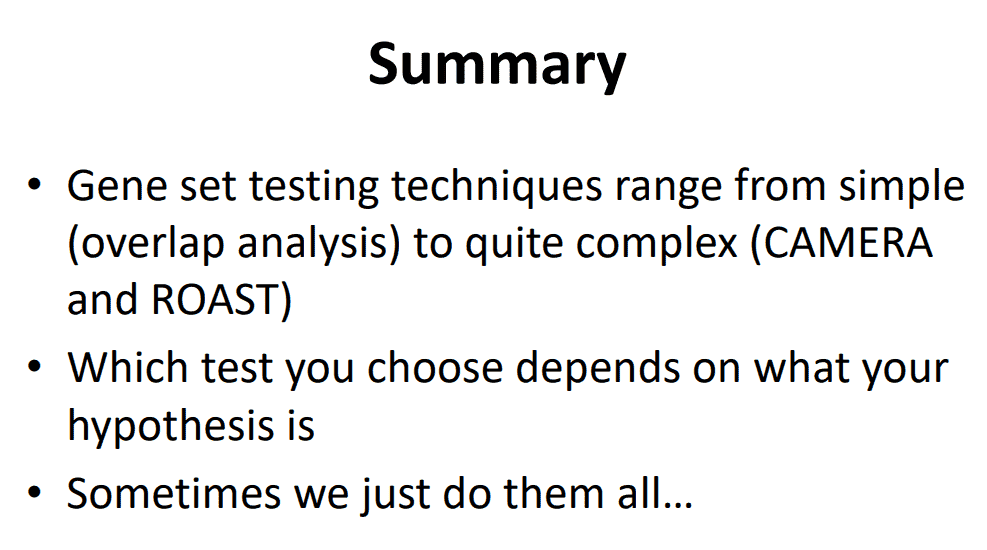 Summary
• Gene set testing techniques range from simple
(overlap analysis) to quite complex (CAMERA
and ROAST)
• Which test you choose depends on what your
hypothesis is
• Sometimes we just do them all…